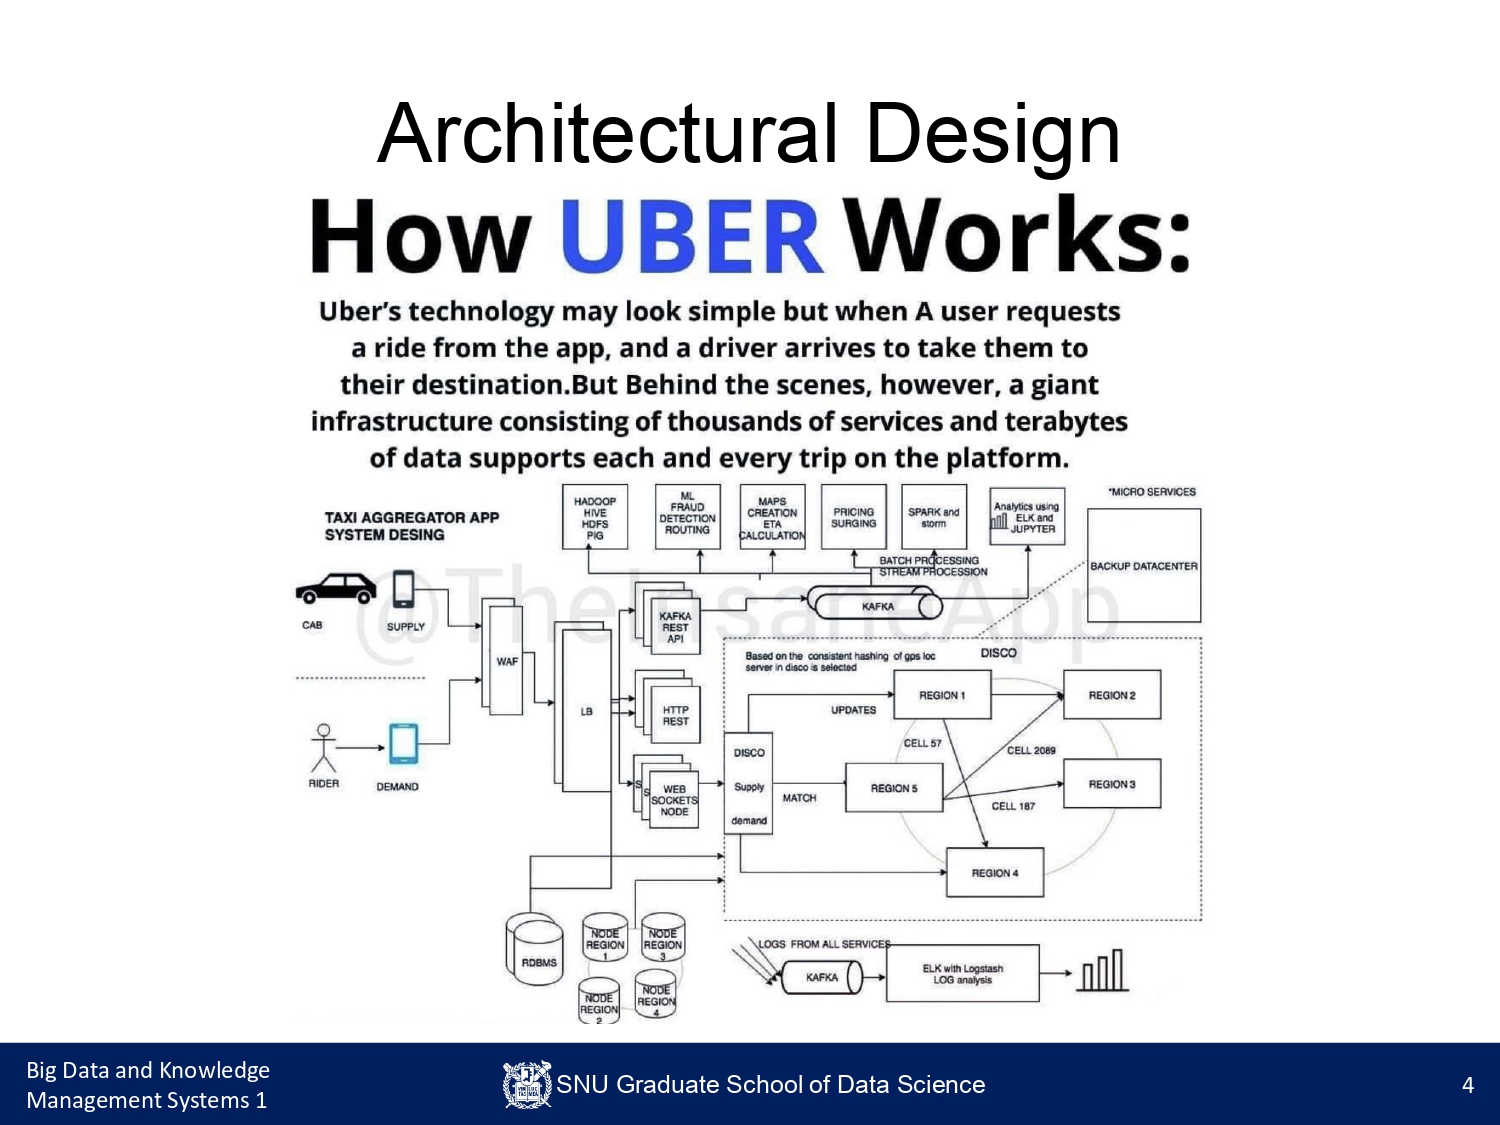 Architectural Design
How UBER Works:
Uber's technology may look simple but when A user requests
a ride from the app, and a driver arrives to take them to
their destination.But Behind the scenes, however, a giant
infrastructure consisting of thousands of services and terabytes
of data supports each and every trip on the platform.
TAXI AGGREGATOR APP
SYSTEM DESING
HADOOP
HIVE
HDFS
PIG
ML
FRAUD
DETECTION
ROUTING
MAPS
CREATION
ETA
CALCULATION
PRICING
SURGING
SPARK and
storm
Analytics using
ELK and
JUPYTER
*MICRO SERVICES
BACKUP DATACENTER
BATCH PROCESSING
STREAM PROCESSION
@TheInsaneApp
CAB
SUPPLY
WAF
KAFKA
REST
API
KAFKA
RIDER
DEMAND
LB
HTTP
REST
S
S
WEB
SOCKETS
NODE
Based on the consistent hashing of gps loc
server in disco is selected
DISCO
REGION 1
REGION 2
UPDATES
CELL 57
CELL 2089
DISCO
Supply
demand
MATCH
REGION 5
REGION 3
CELL 187
REGION 4
RDBMS
NODE
REGION
1
NODE
REGION
3
NODE
REGION
2
NODE
REGION
4
LOGS FROM ALL SERVICES
KAFKA
ELK with Logstash
LOG analysis
Big Data and Knowledge
Management Systems 1
SNU Graduate School of Data Science
4